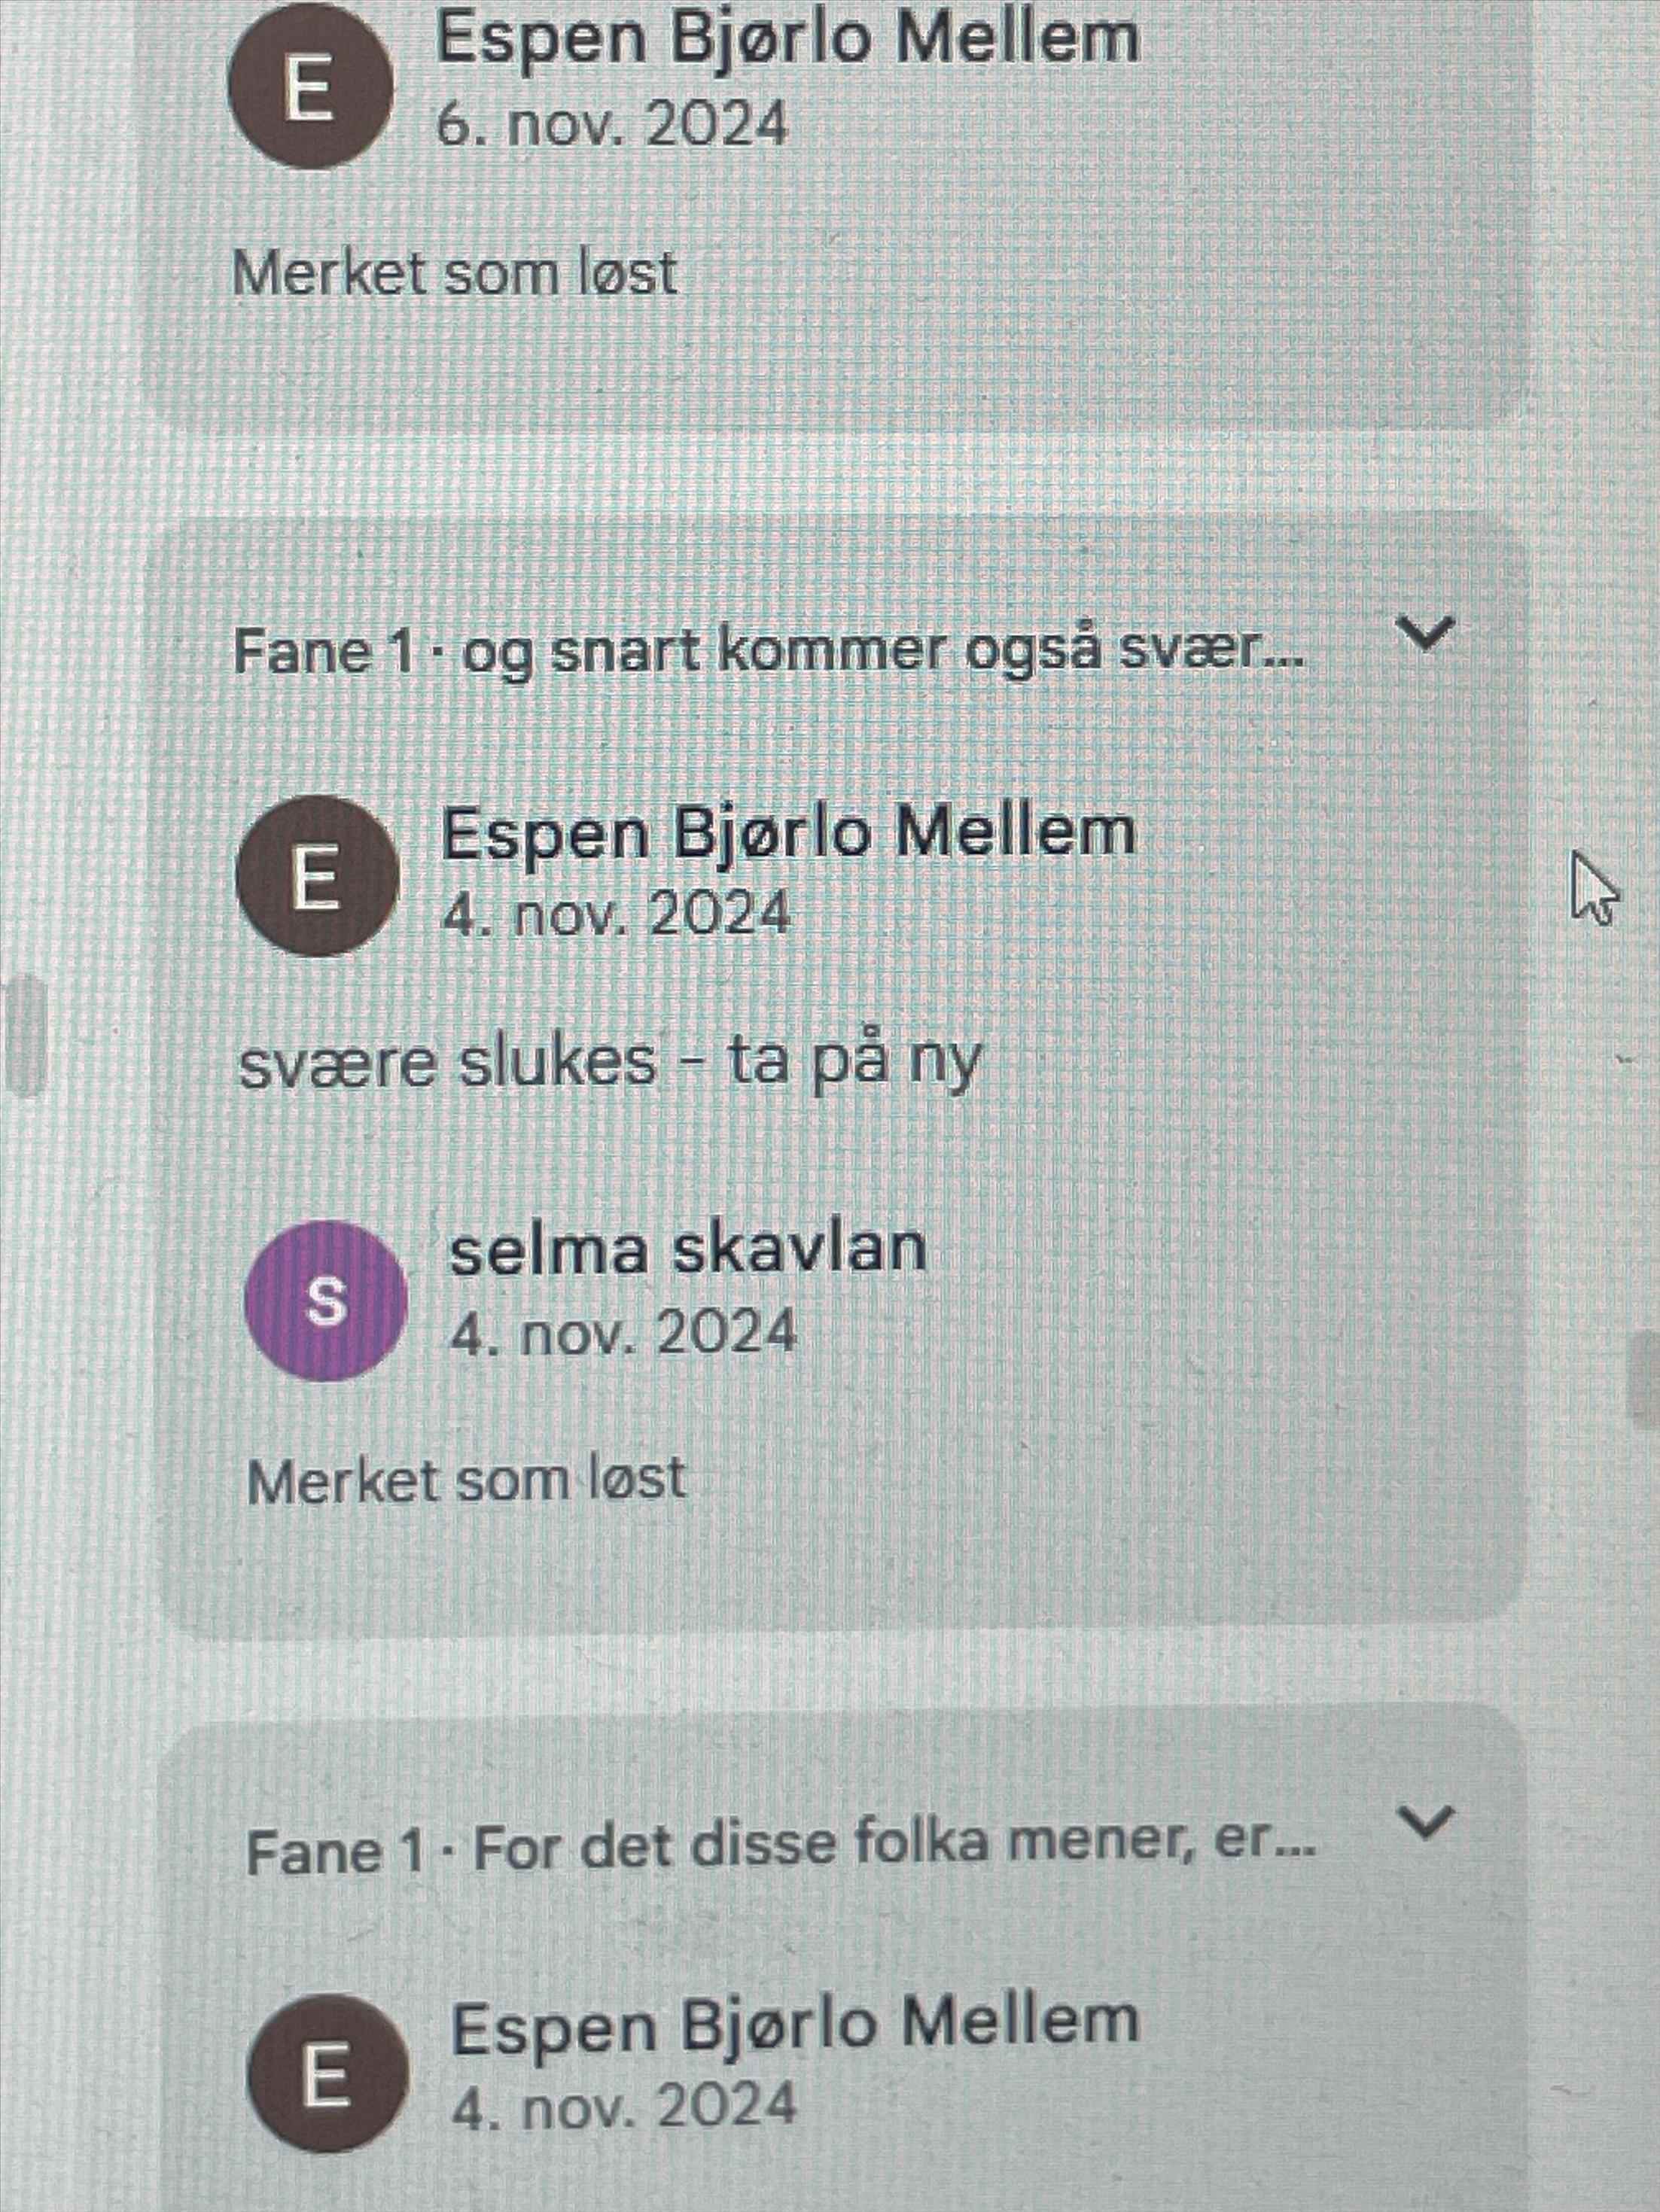 E
Espen Bjørlo Mellem
6. nov. 2024
Merket som løst
Fane 1 · og snart kommer også svær...
E
Espen Bjørlo Mellem
4. nov. 2024
svære slukes - ta på ny
s
selma skavlan
4. nov. 2024
Merket som løst
Fane 1 · For det disse folka mener, er...
E
Espen Bjørlo Mellem
4. nov. 2024